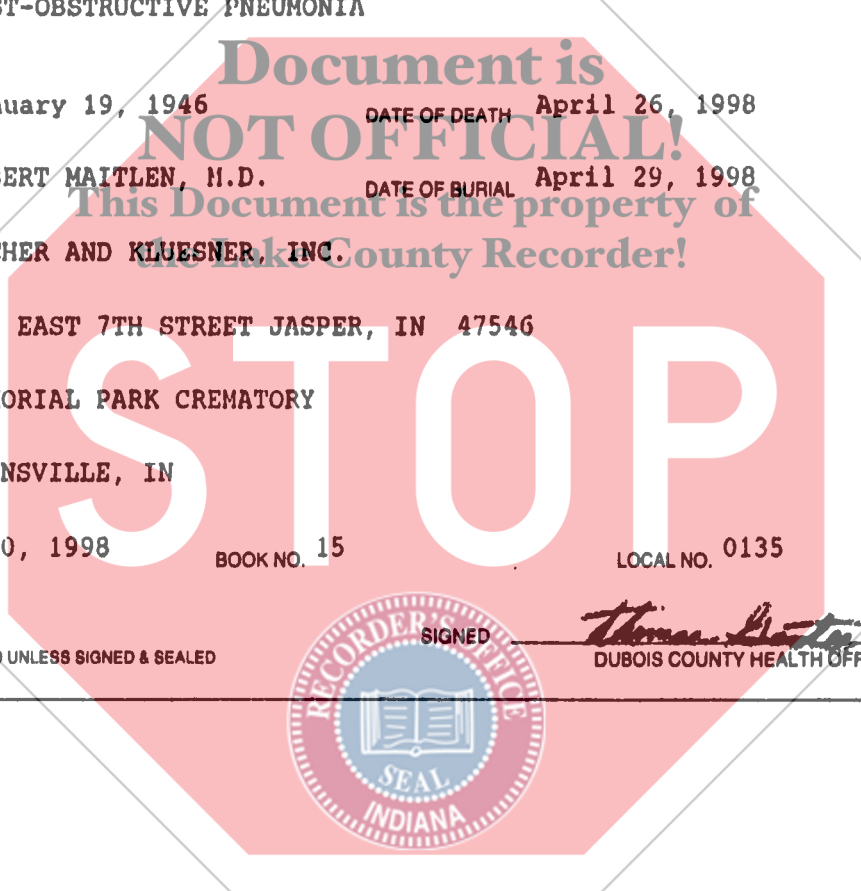 ST-OBSTRUCTIVE PNEUMONIA
Document is
nuary 19, 1946 DATE OF DEATH April 26, 1998
NOT OFFICIAL!
BERT MAITLEN, M.D. DATE OF BURIAL April 29, 1998
This Document is the property of
CHER AND KLUESNER, INC.
the Lake County Recorder!
EAST 7TH STREET JASPER, IN 47546
STOP
ORIAL PARK CREMATORY
NSVILLE, IN
0, 1998 BOOK NO. 15 LOCAL NO. 0135
SIGNED Thomas
UNLESS SIGNED & SEALED DUBOIS COUNTY HEALTH OFF
RECORDER'S OFFICE
SEAL
INDIANA